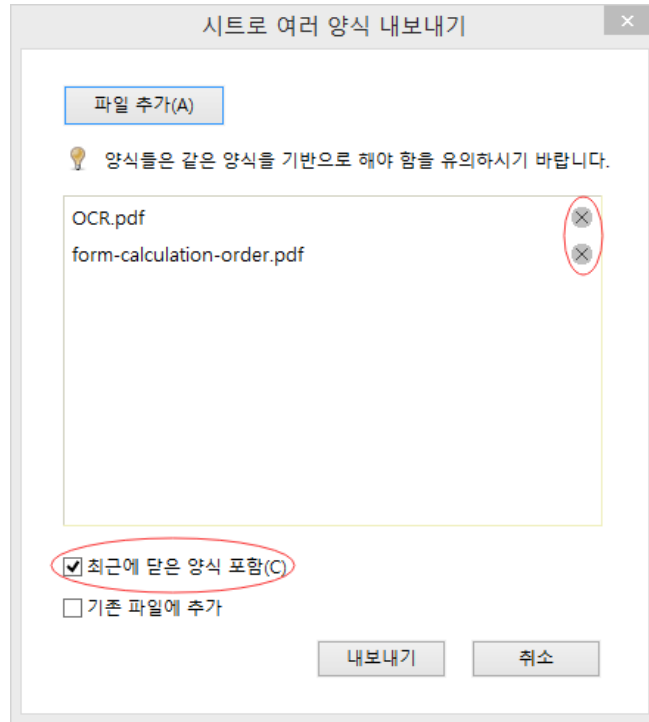 시트로 여러 양식 내보내기
파일 추가(A)
양식들은 같은 양식을 기반으로 해야 함을 유의하시기 바랍니다.
OCR.pdf
form-calculation-order.pdf
최근에 닫은 양식 포함(C)
기존 파일에 추가
내보내기 취소